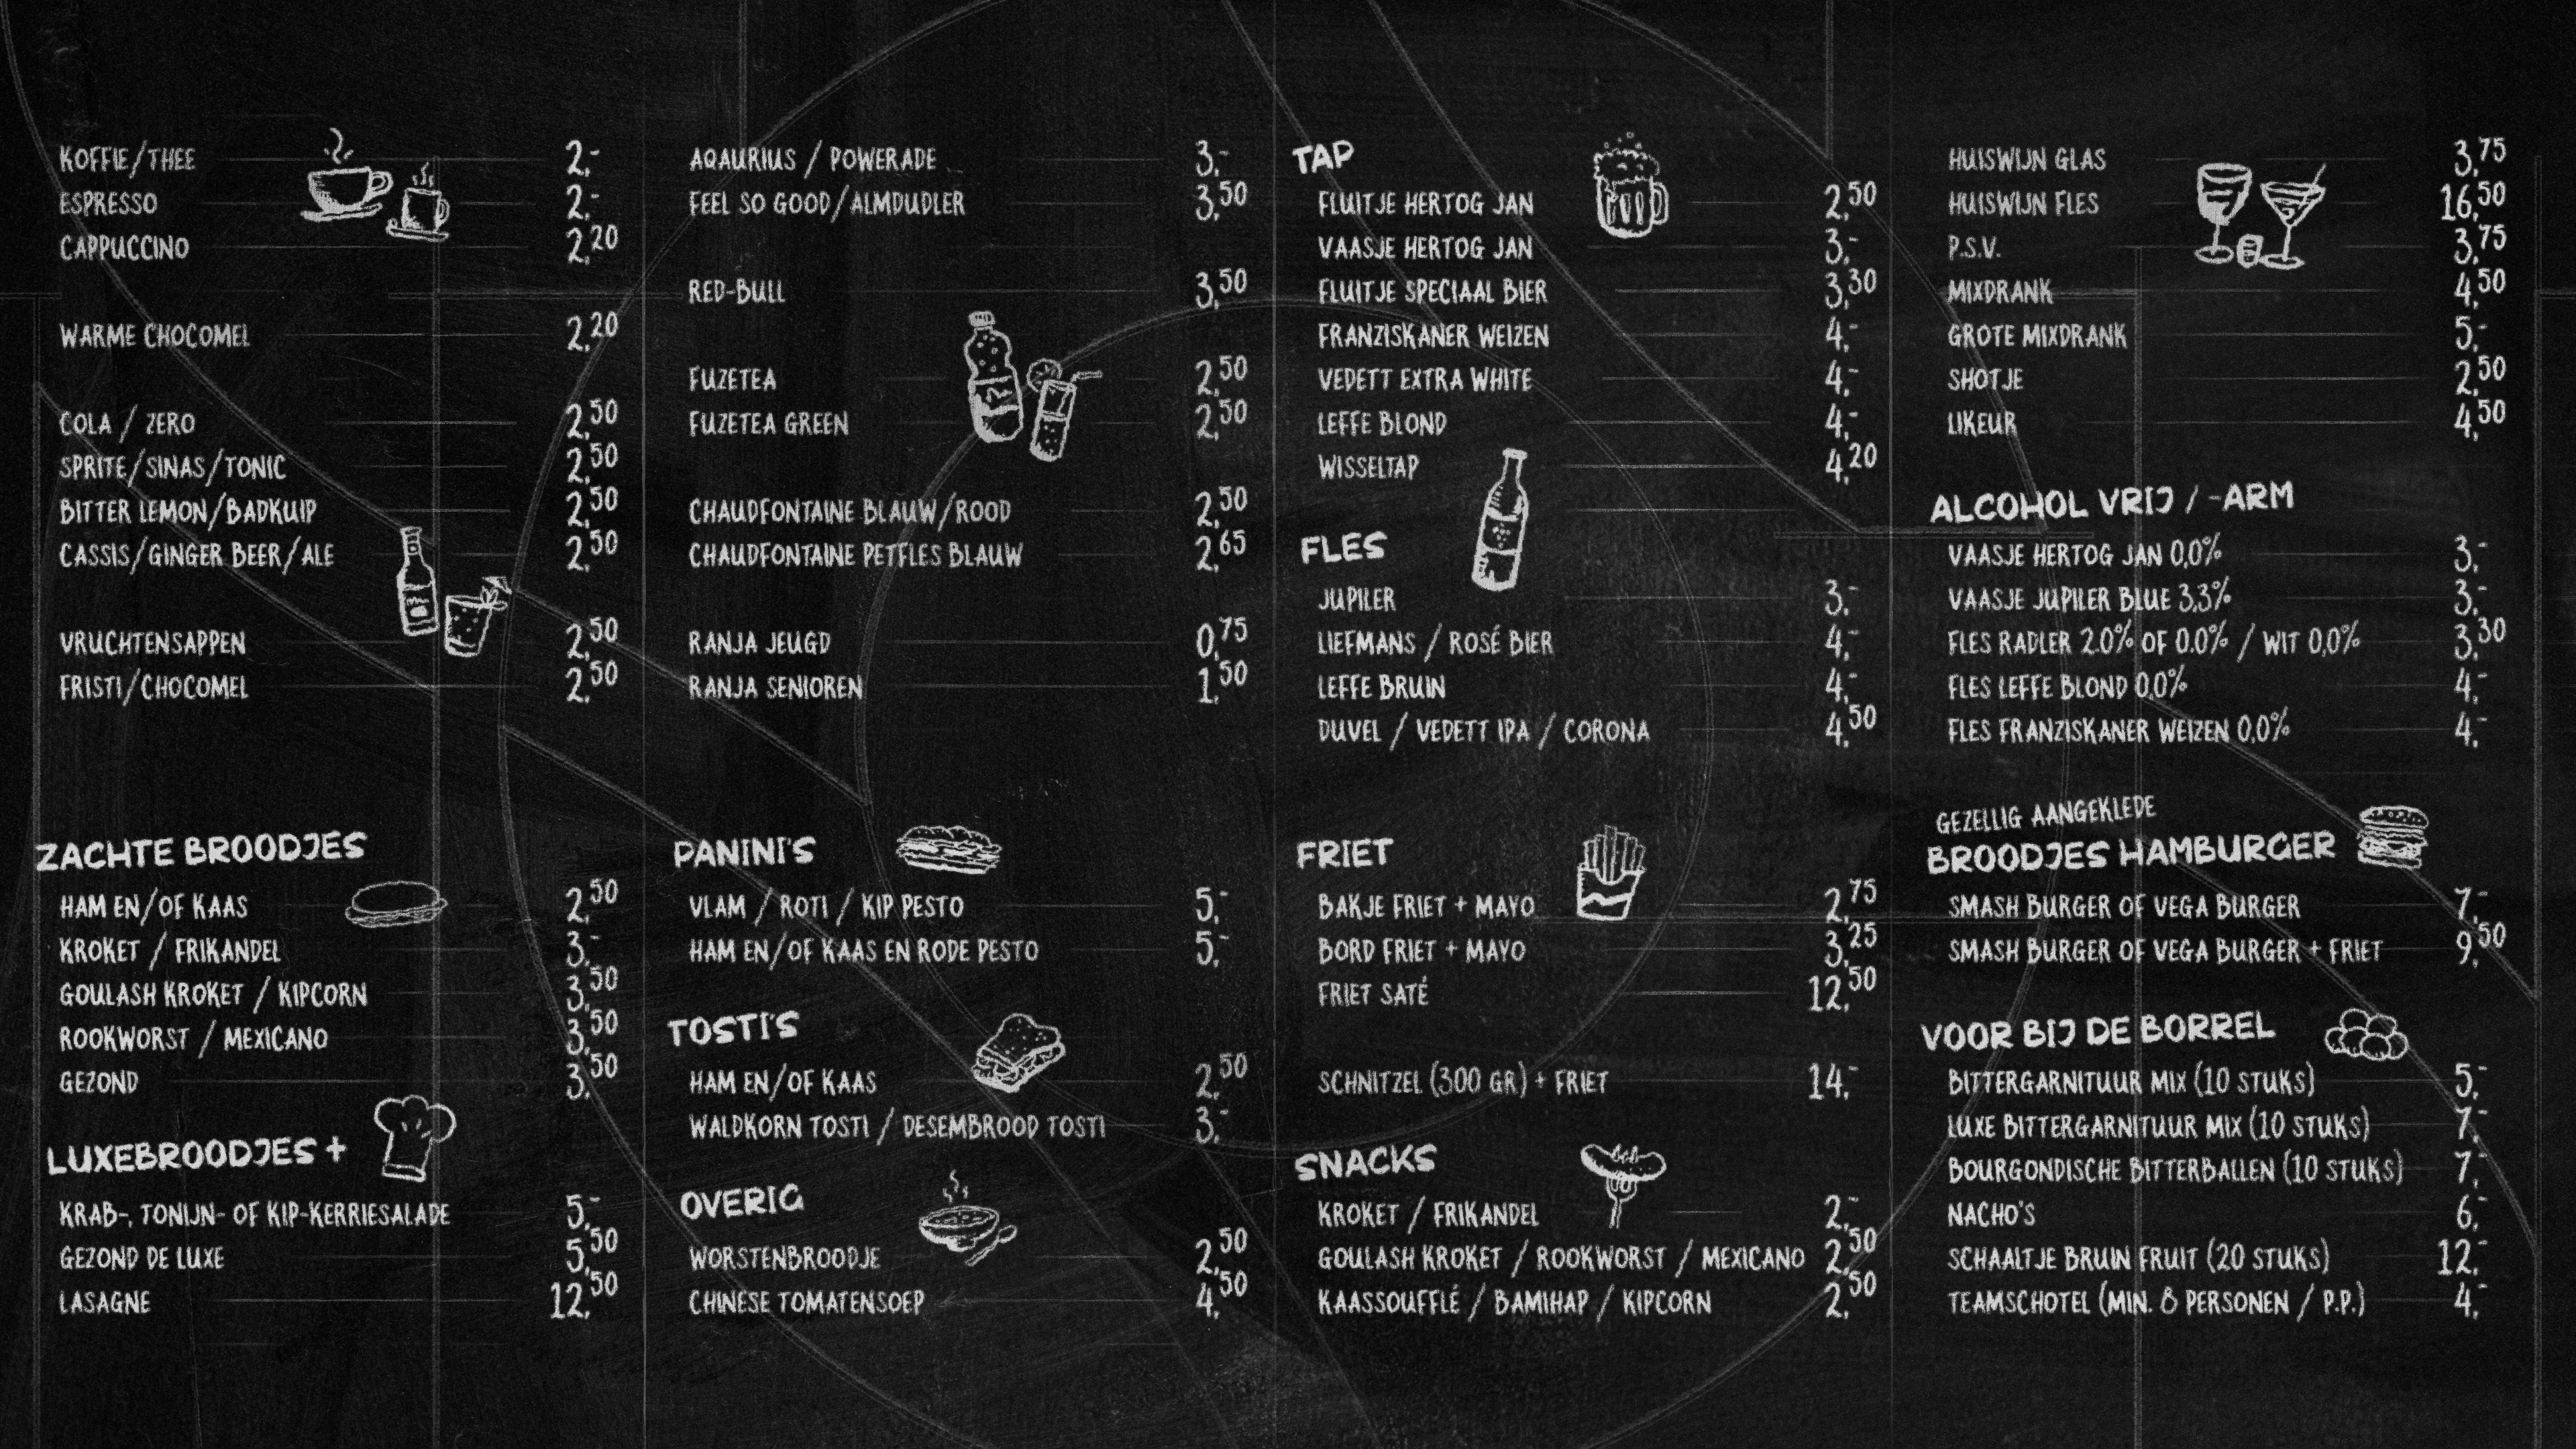 KOFFIE/THEE 2,-
ESPRESSO 2,-
CAPPUCCINO 2,20
WARME CHOCOMEL 2,20
COLA / ZERO 2,50
SPRITE/SINAS/TONIC 2,50
BITTER LEMON/BADKUIP 2,50
CASSIS/GINGER BEER/ALE 2,50
VRUCHTENSAPPEN 2,50
FRISTI/CHOCOMEL 2,50
AQAURIUS / POWERADE 3,-
FEEL SO GOOD/ALMDUDLER 3,50
RED-BULL 3,50
FUZETEA 2,50
FUZETEA GREEN 2,50
CHAUDFONTAINE BLAUW/ROOD 2,50
CHAUDFONTAINE PETFLES BLAUW 2,65
RANJA JEUGD 0,75
RANJA SENIOREN 1,50
TAP
FLUITJE HERTOG JAN 2,50
VAASJE HERTOG JAN 3,-
FLUITJE SPECIAAL BIER 3,30
FRANZISKANER WEIZEN 4,-
VEDETT EXTRA WHITE 4,-
LEFFE BLOND 4,-
WISSELTAP 4,20
FLES
JUPILER 3,-
LIEFMANS / ROSÉ BIER 4,-
LEFFE BRUIN 4,-
DUVEL / VEDETT IPA / CORONA 4,50
HUISWIJN GLAS 3,75
HUISWIJN FLES 16,50
P.S.V. 3,75
MIXDRANK 4,50
GROTE MIXDRANK 5,-
SHOTJE 2,50
LIKEUR 4,50
ALCOHOL VRIJ / -ARM
VAASJE HERTOG JAN 0,0% 3,-
VAASJE JUPILER BLUE 3,3% 3,-
FLES RADLER 2.0% OF 0.0% / WIT 0,0% 3,30
FLES LEFFE BLOND 0,0% 4,-
FLES FRANZISKANER WEIZEN 0,0% 4,-
ZACHTE BROODJES
HAM EN/OF KAAS 2,50
KROKET / FRIKANDEL 3,-
GOULASH KROKET / KIPCORN 3,50
ROOKWORST / MEXICANO 3,50
GEZOND 3,50
LUXEBROODJES +
KRAB-, TONIJN- OF KIP-KERRIESALADE 5,-
GEZOND DE LUXE 5,50
LASAGNE 12,50
PANINI'S
VLAM / ROTI / KIP PESTO 5,-
HAM EN/OF KAAS EN RODE PESTO 5,-
TOSTI'S
HAM EN/OF KAAS 2,50
WALDKORN TOSTI / DESEMBROOD TOSTI 3,-
OVERIG
WORSTENBROODJE 2,50
CHINESE TOMATENSOEP 4,50
FRIET
BAKJE FRIET + MAYO 2,75
BORD FRIET + MAYO 3,25
FRIET SATÉ 12,50
SCHNITZEL (300 GR) + FRIET 14,-
SNACKS
KROKET / FRIKANDEL 2,-
GOULASH KROKET / ROOKWORST / MEXICANO 2,50
KAASSOUFFLÉ / BAMIHAP / KIPCORN 2,50
GEZELLIG AANGEKLEDE
BROODJES HAMBURGER
SMASH BURGER OF VEGA BURGER 7,-
SMASH BURGER OF VEGA BURGER + FRIET 9,50
VOOR BIJ DE BORREL
BITTERGARNITUUR MIX (10 STUKS) 5,-
LUXE BITTERGARNITUUR MIX (10 STUKS) 7,-
BOURGONDISCHE BITTERBALLEN (10 STUKS) 7,-
NACHO'S 6,-
SCHAALTJE BRUIN FRUIT (20 STUKS) 12,-
TEAMSCHOTEL (MIN. 8 PERSONEN / P.P.) 4,-